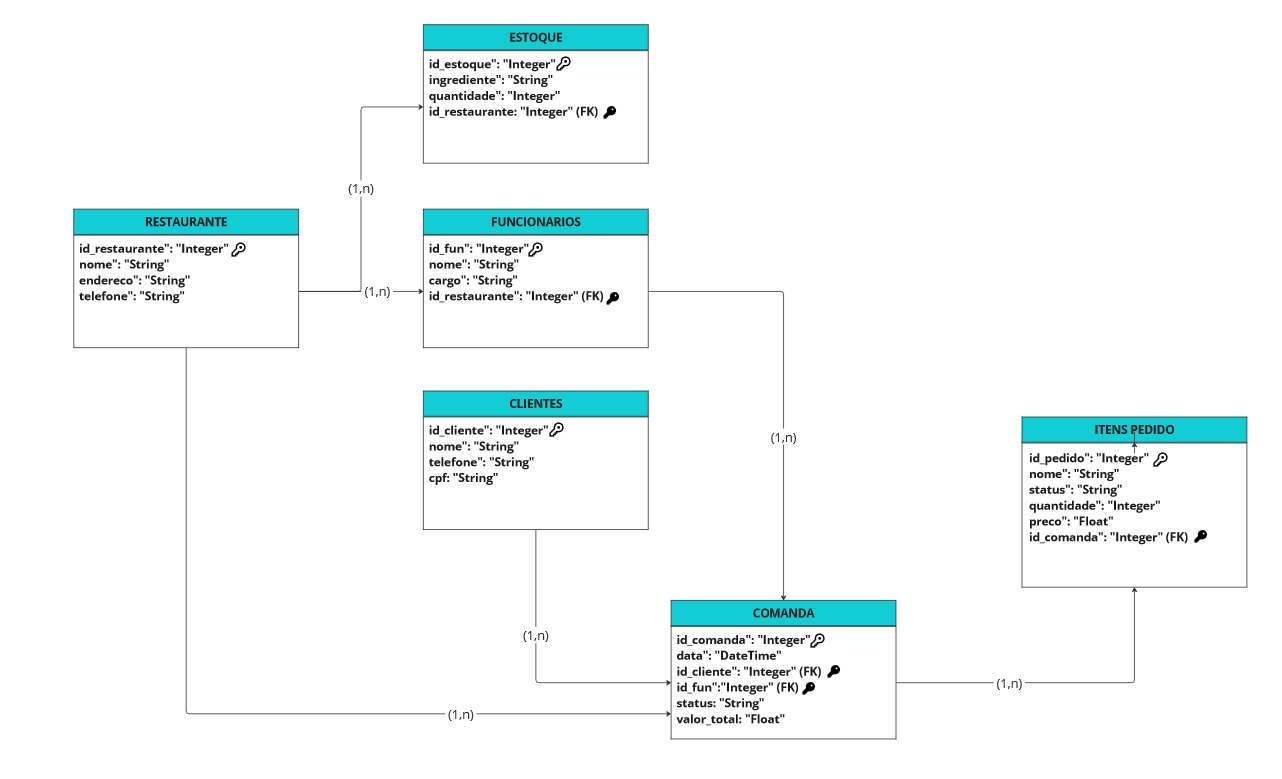 ESTOQUE
id_estoque": "Integer"
ingrediente": "String"
quantidade": "Integer
id_restaurante: "Integer" (FK)
(1,n)
RESTAURANTE
id_restaurante": "Integer"
nome": "String"
endereco": "String"
telefone": "String"
(1,n)
FUNCIONARIOS
id_fun": "Integer"
nome": "String"
cargo": "String"
id_restaurante": "Integer" (FK)
CLIENTES
id_cliente": "Integer"
nome": "String"
telefone": "String"
cpf: "String"
(1,n)
ITENS PEDIDO
id_pedido": "Integer"
nome": "String"
status": "String"
quantidade": "Integer"
preco": "Float"
id_comanda": "Integer" (FK)
(1,n)
COMANDA
id_comanda": "Integer"
data": "DateTime"
id_cliente": "Integer" (FK)
id_fun":"Integer" (FK)
status: "String"
valor_total: "Float"
(1,n)
(1,n)